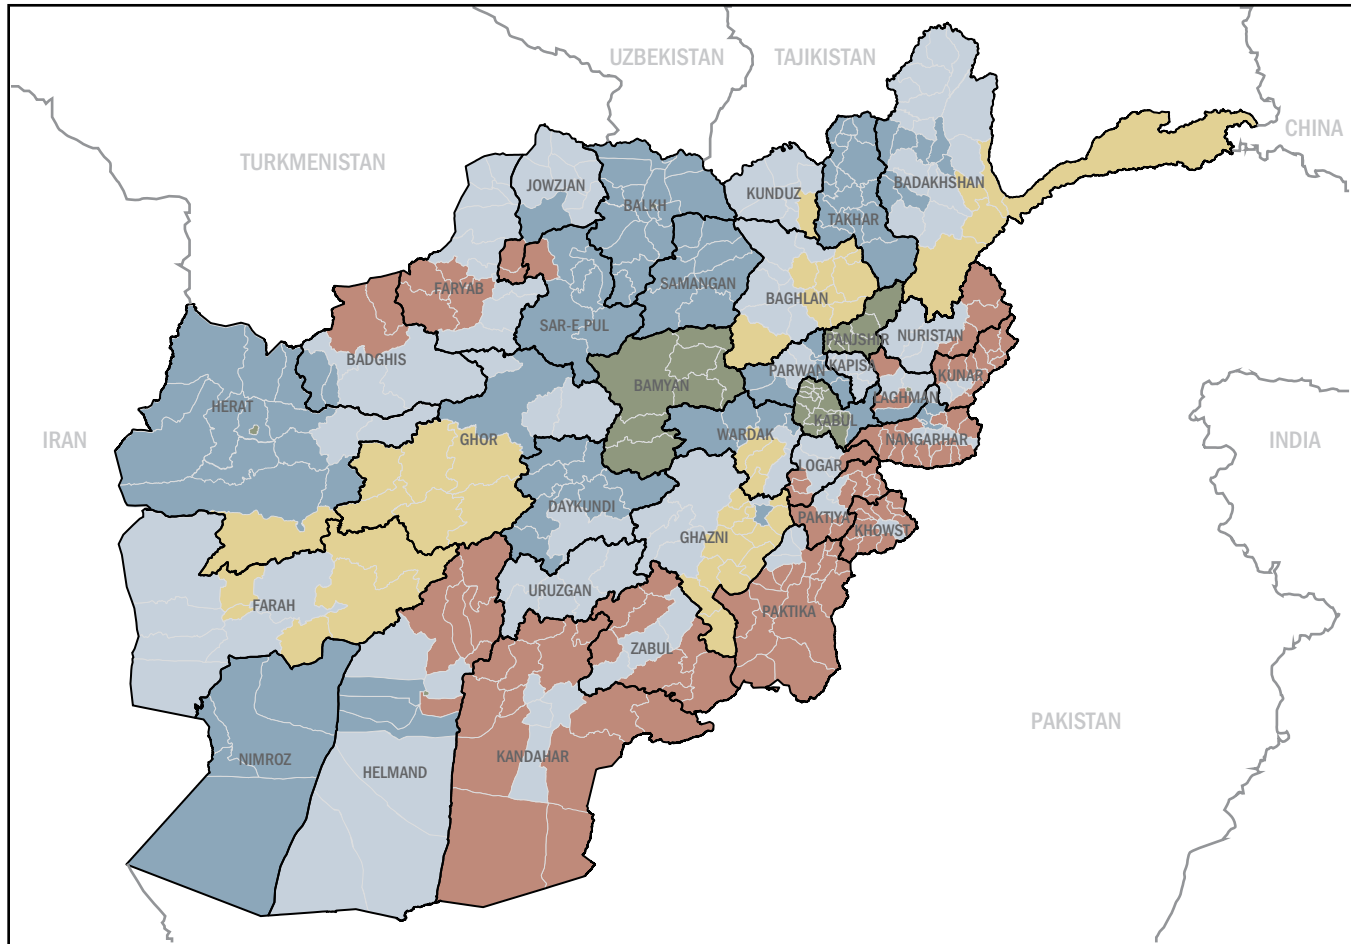 UZBEKISTAN
TAJIKISTAN
CHINA
TURKMENISTAN
JOWZJAN
KUNDUZ
BADAKHSHAN
BALKH
TAKHAR
FARYAB
SAMANGAN
BAGHLAN
SAR-E PUL
PANJSHIR
NURISTAN
BADGHIS
PARWAN
KAPISA
KUNAR
BAMYAN
LAGHMAN
HERAT
KABUL
IRAN
GHOR
WARDAK
NANGARHAR
INDIA
LOGAR
DAYKUNDI
PAKTIYA
KHOWST
GHAZNI
URUZGAN
FARAH
PAKTIKA
ZABUL
PAKISTAN
NIMROZ
KANDAHAR
HELMAND